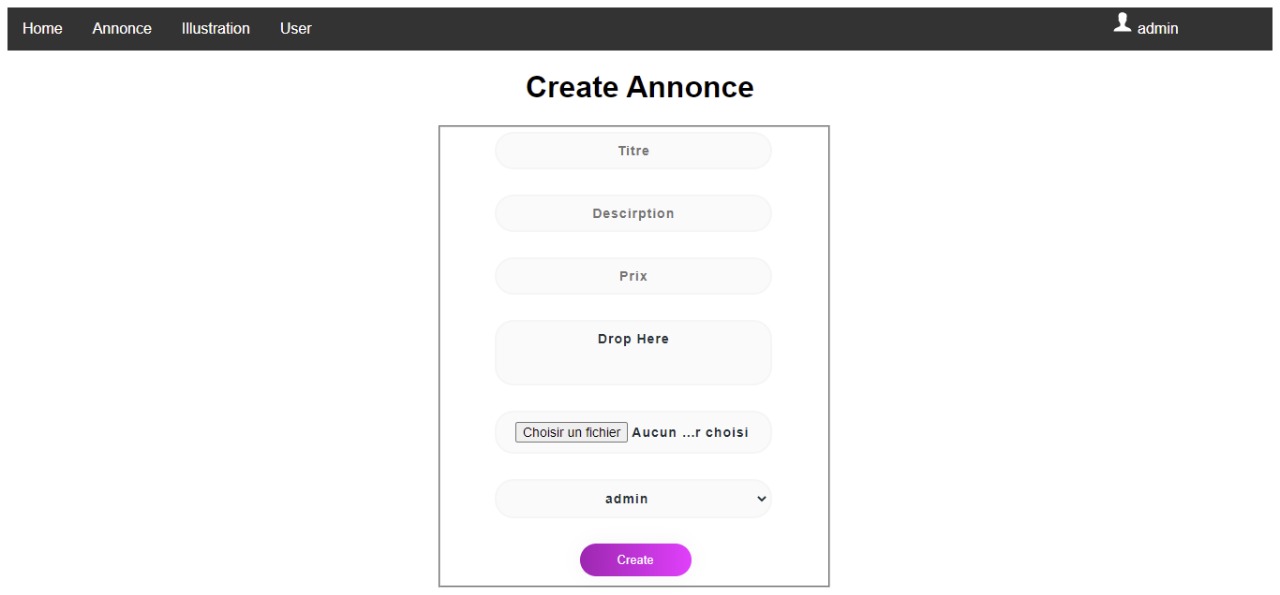 Home Annonce Illustration User admin
Create Annonce
Titre
Descirption
Prix
Drop Here
Choisir un fichier Aucun ...r choisi
admin
Create